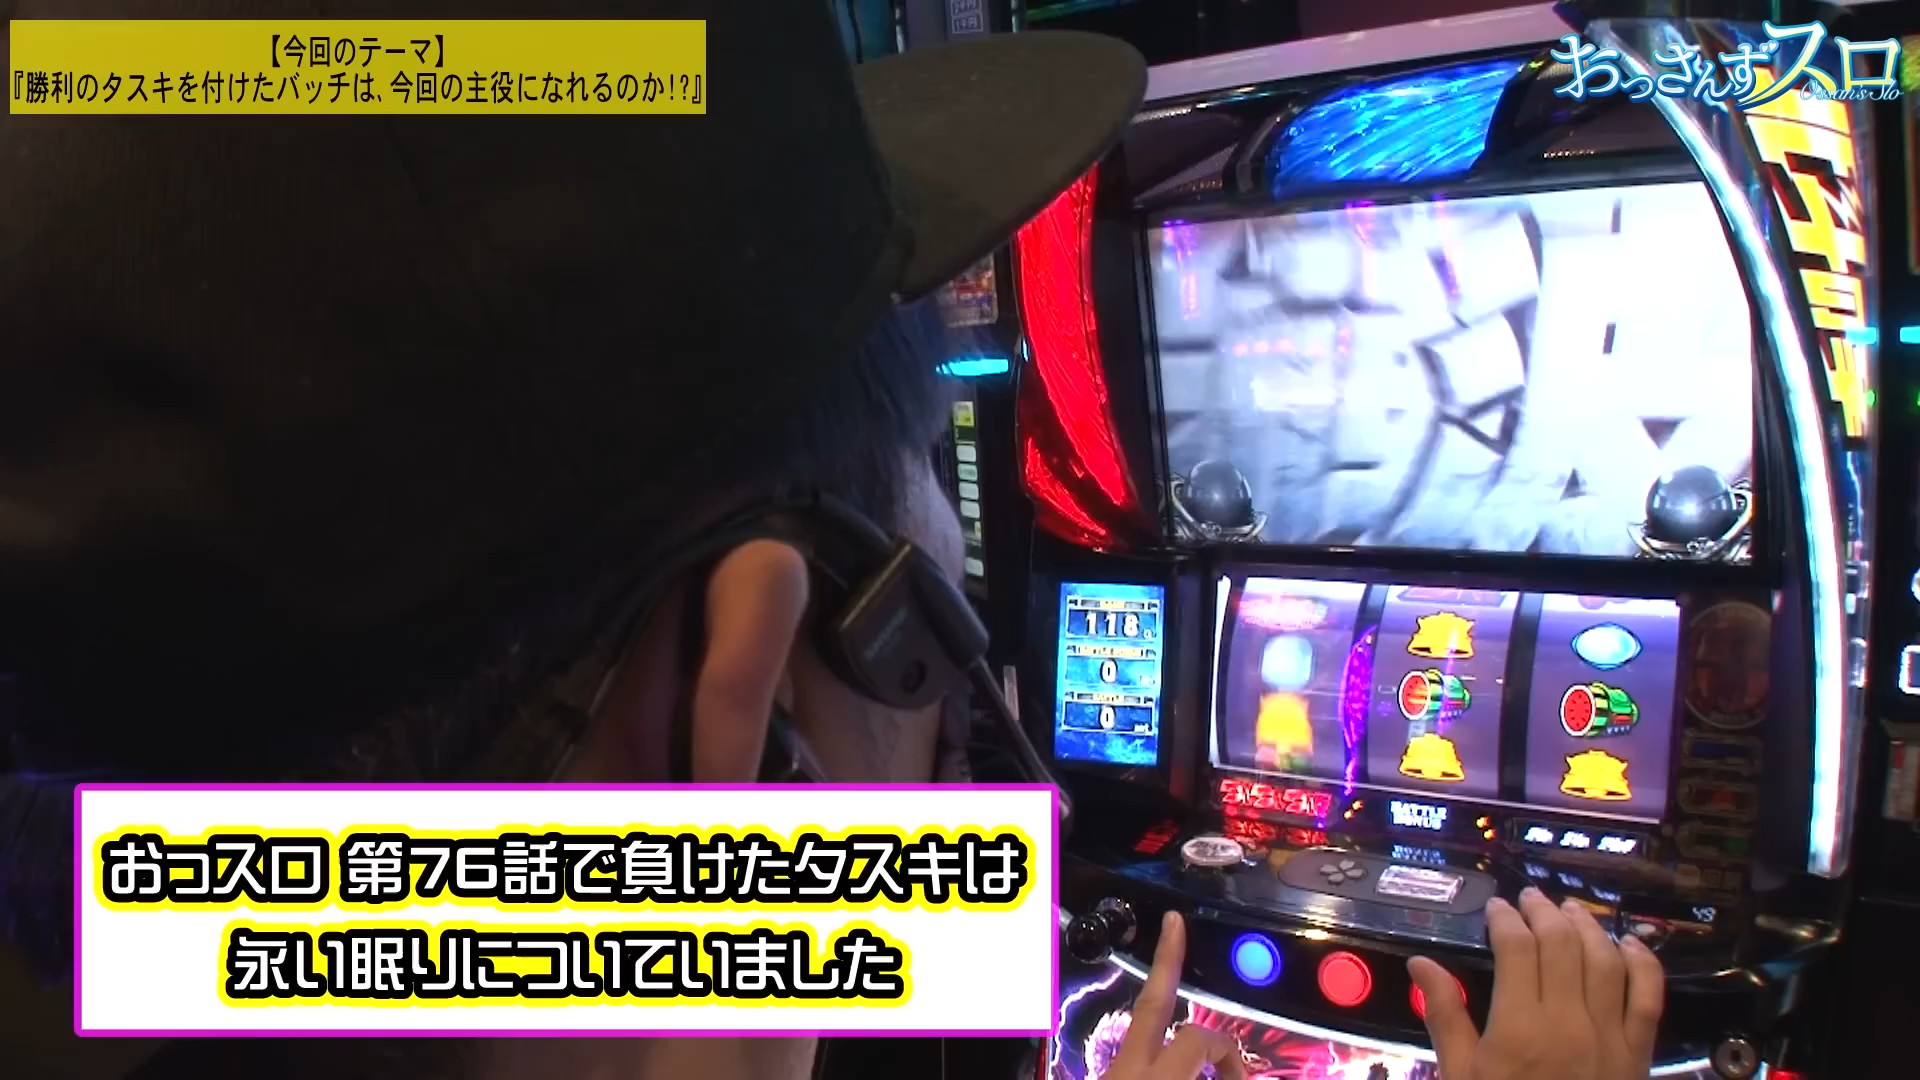 【今回のテーマ】
『勝利のタスキを付けたバッチは、今回の主役になれるのか!?』
おっさんずスロ
Ossan's Slo
118
0
0
BATTLE
BONUS
49
おっスロ 第76話で負けたタスキは
永い眠りについていました